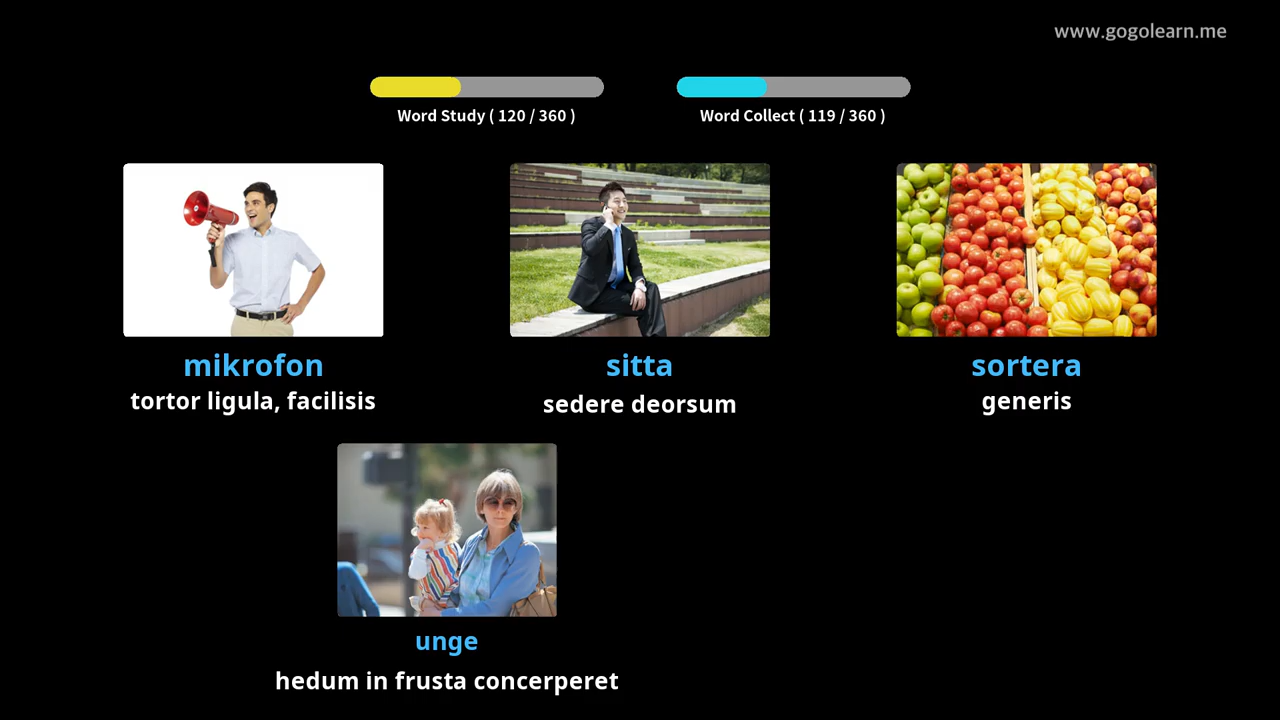 www.gogolearn.me
Word Study ( 120 / 360 )
Word Collect ( 119 / 360 )
mikrofon
tortor ligula, facilisis
sitta
sedere deorsum
sortera
generis
unge
hedum in frusta concerperet